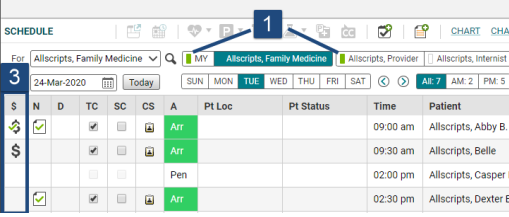 1
SCHEDULE
P
cc
CHART
CHA
For Allscripts, Family Medicine MY Allscripts, Family Medicine Allscripts, Provider Allscripts, Internist
3 24-Mar-2020 Today SUN MON TUE WED THU FRI SAT All: 7 AM: 2 PM: 5
$ N D TC SC CS A Pt Loc Pt Status Time Patient
$ Arr 09:00 am Allscripts, Abby B.
$ Arr 09:30 am Allscripts, Belle
Pen 02:00 pm Allscripts, Casper
Arr 02:30 pm Allscripts, Dexter